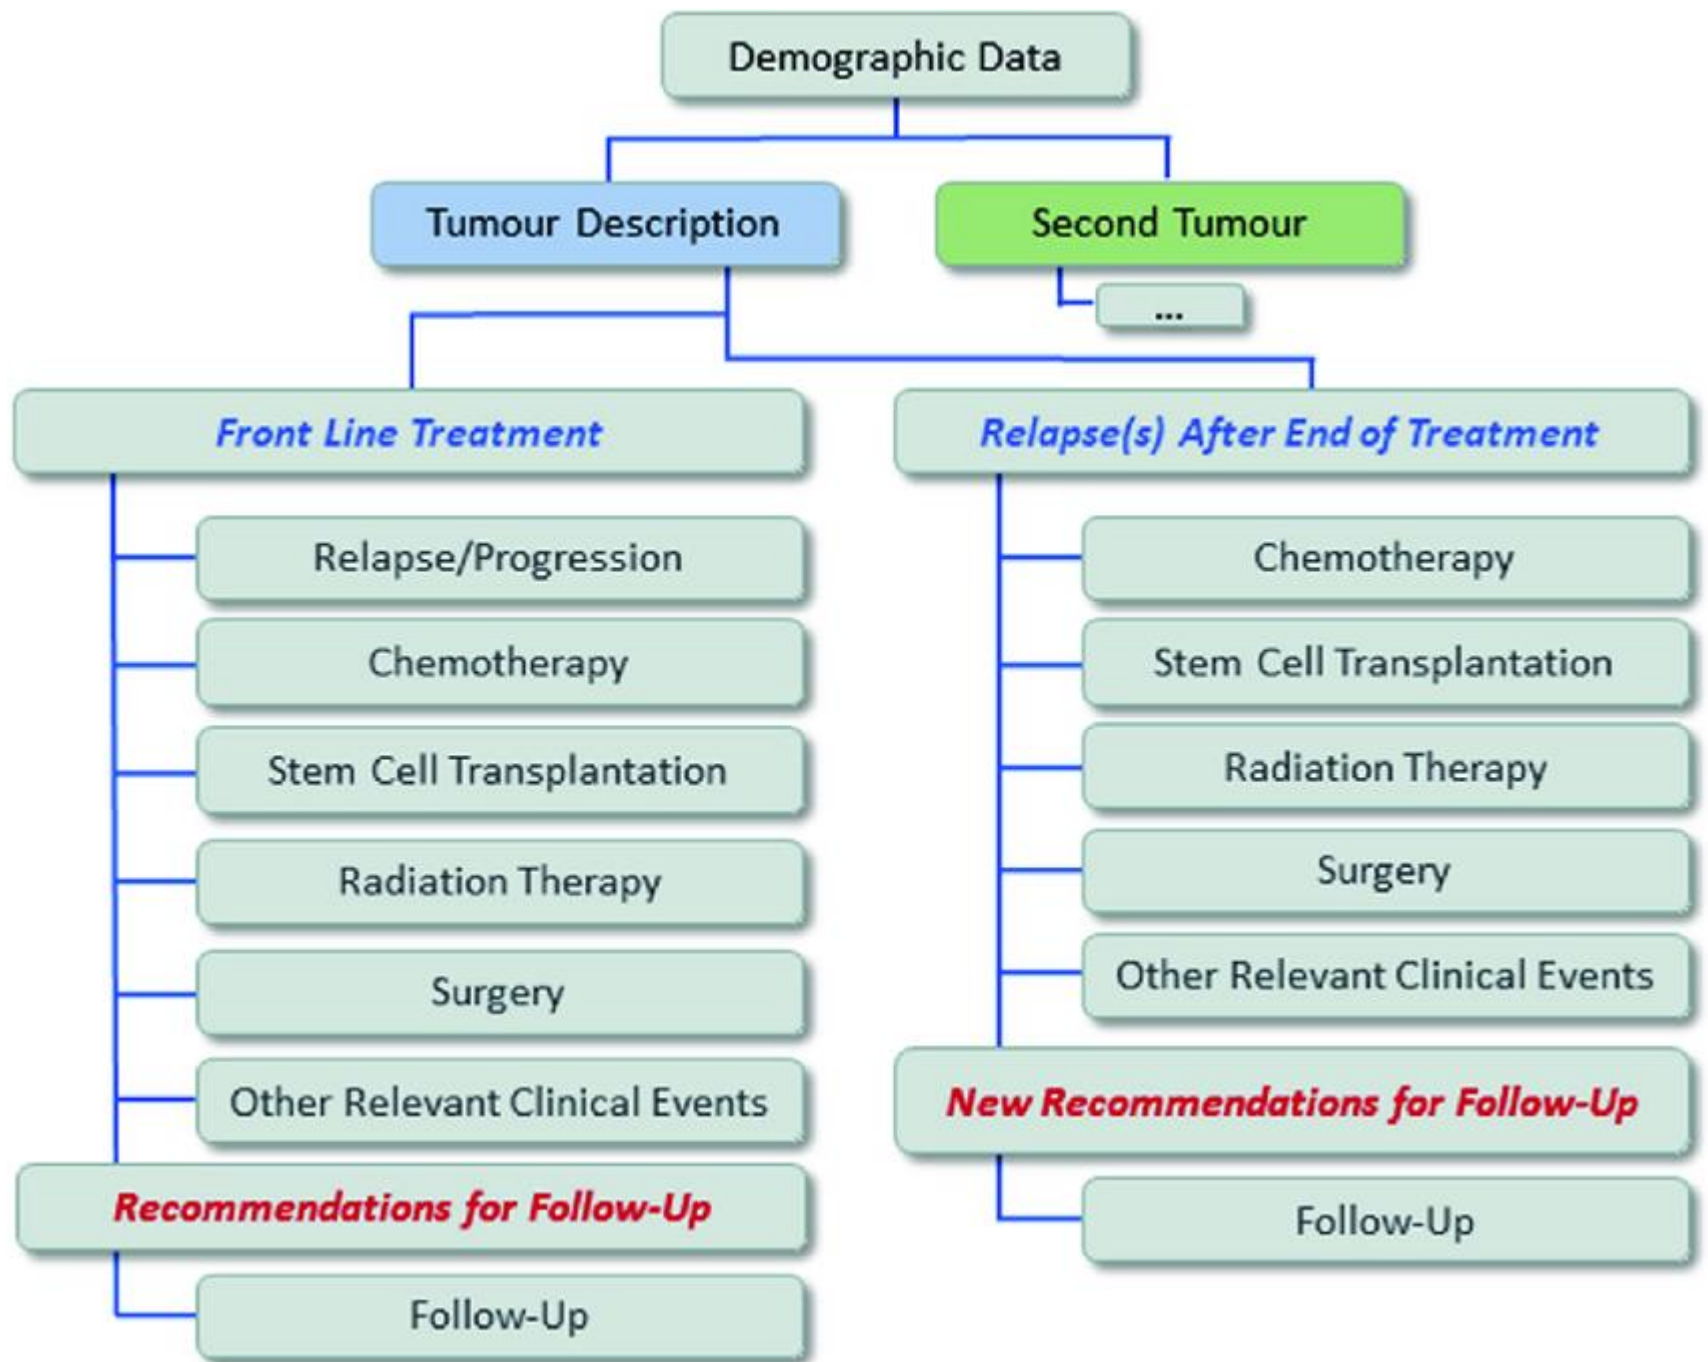 Demographic Data
Tumour Description
Second Tumour
...
Front Line Treatment
Relapse/Progression
Chemotherapy
Stem Cell Transplantation
Radiation Therapy
Surgery
Other Relevant Clinical Events
Recommendations for Follow-Up
Follow-Up
Relapse(s) After End of Treatment
Chemotherapy
Stem Cell Transplantation
Radiation Therapy
Surgery
Other Relevant Clinical Events
New Recommendations for Follow-Up
Follow-Up